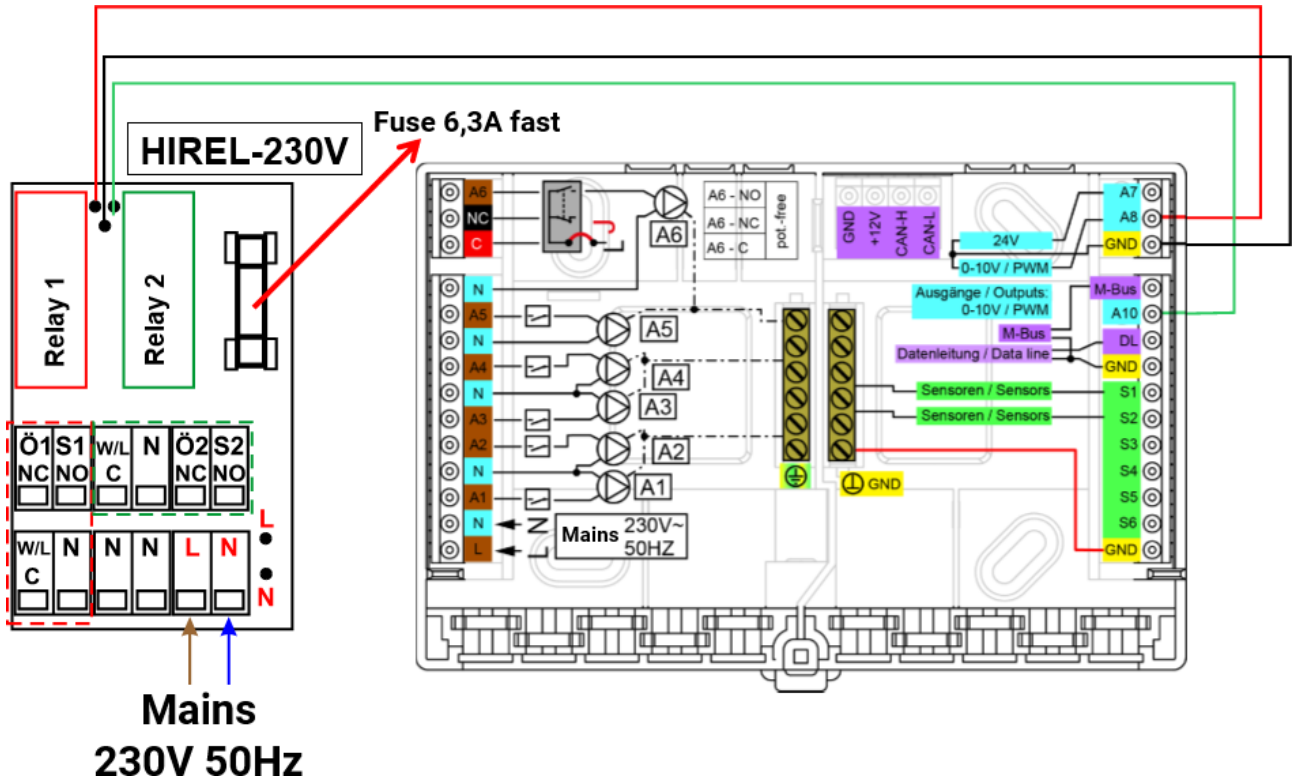 Fuse 6,3A fast
HIREL-230V
Relay 1
Relay 2
Ö1 S1 W/L N Ö2 S2
NC NO C NC NO
W/L N N N L N
C
L
N
Mains
230V 50Hz
A6
NC
C
N
A5
N
A4
N
A3
A2
N
A1
N
L
A6
A5
A4
A3
A2
A1
N
L
Mains 230V~
50HZ
A6 - NO
A6 - NC
A6 - C
pot.-free
GND
+12V
CAN-H
CAN-L
24V
0-10V / PWM
Ausgänge / Outputs:
0-10V / PWM
M-Bus
Datenleitung / Data line
Sensoren / Sensors
Sensoren / Sensors
GND
A7
A8
GND
M-Bus
A10
DL
GND
S1
S2
S3
S4
S5
S6
GND